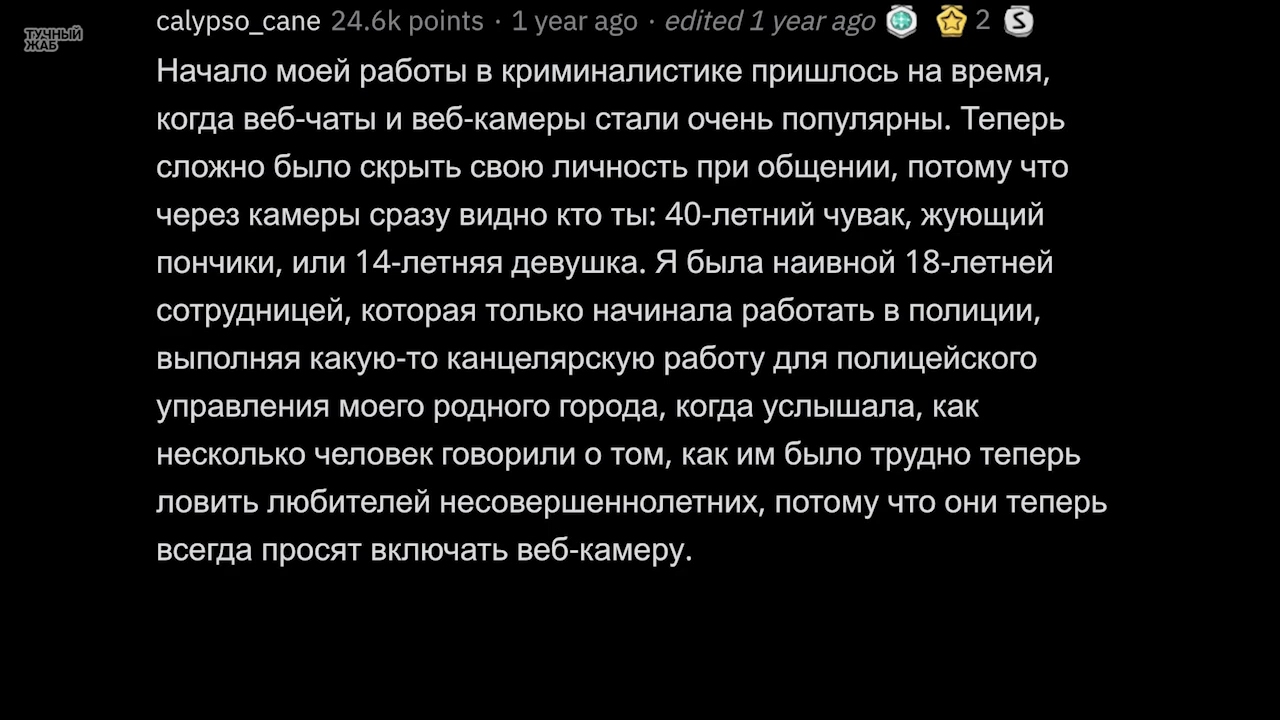 ТУЧНЫЙ
ЖАБ
calypso_cane 24.6k points · 1 year ago · edited 1 year ago 2 S
Начало моей работы в криминалистике пришлось на время,
когда веб-чаты и веб-камеры стали очень популярны. Теперь
сложно было скрыть свою личность при общении, потому что
через камеры сразу видно кто ты: 40-летний чувак, жующий
пончики, или 14-летняя девушка. Я была наивной 18-летней
сотрудницей, которая только начинала работать в полиции,
выполняя какую-то канцелярскую работу для полицейского
управления моего родного города, когда услышала, как
несколько человек говорили о том, как им было трудно теперь
ловить любителей несовершеннолетних, потому что они теперь
всегда просят включать веб-камеру.